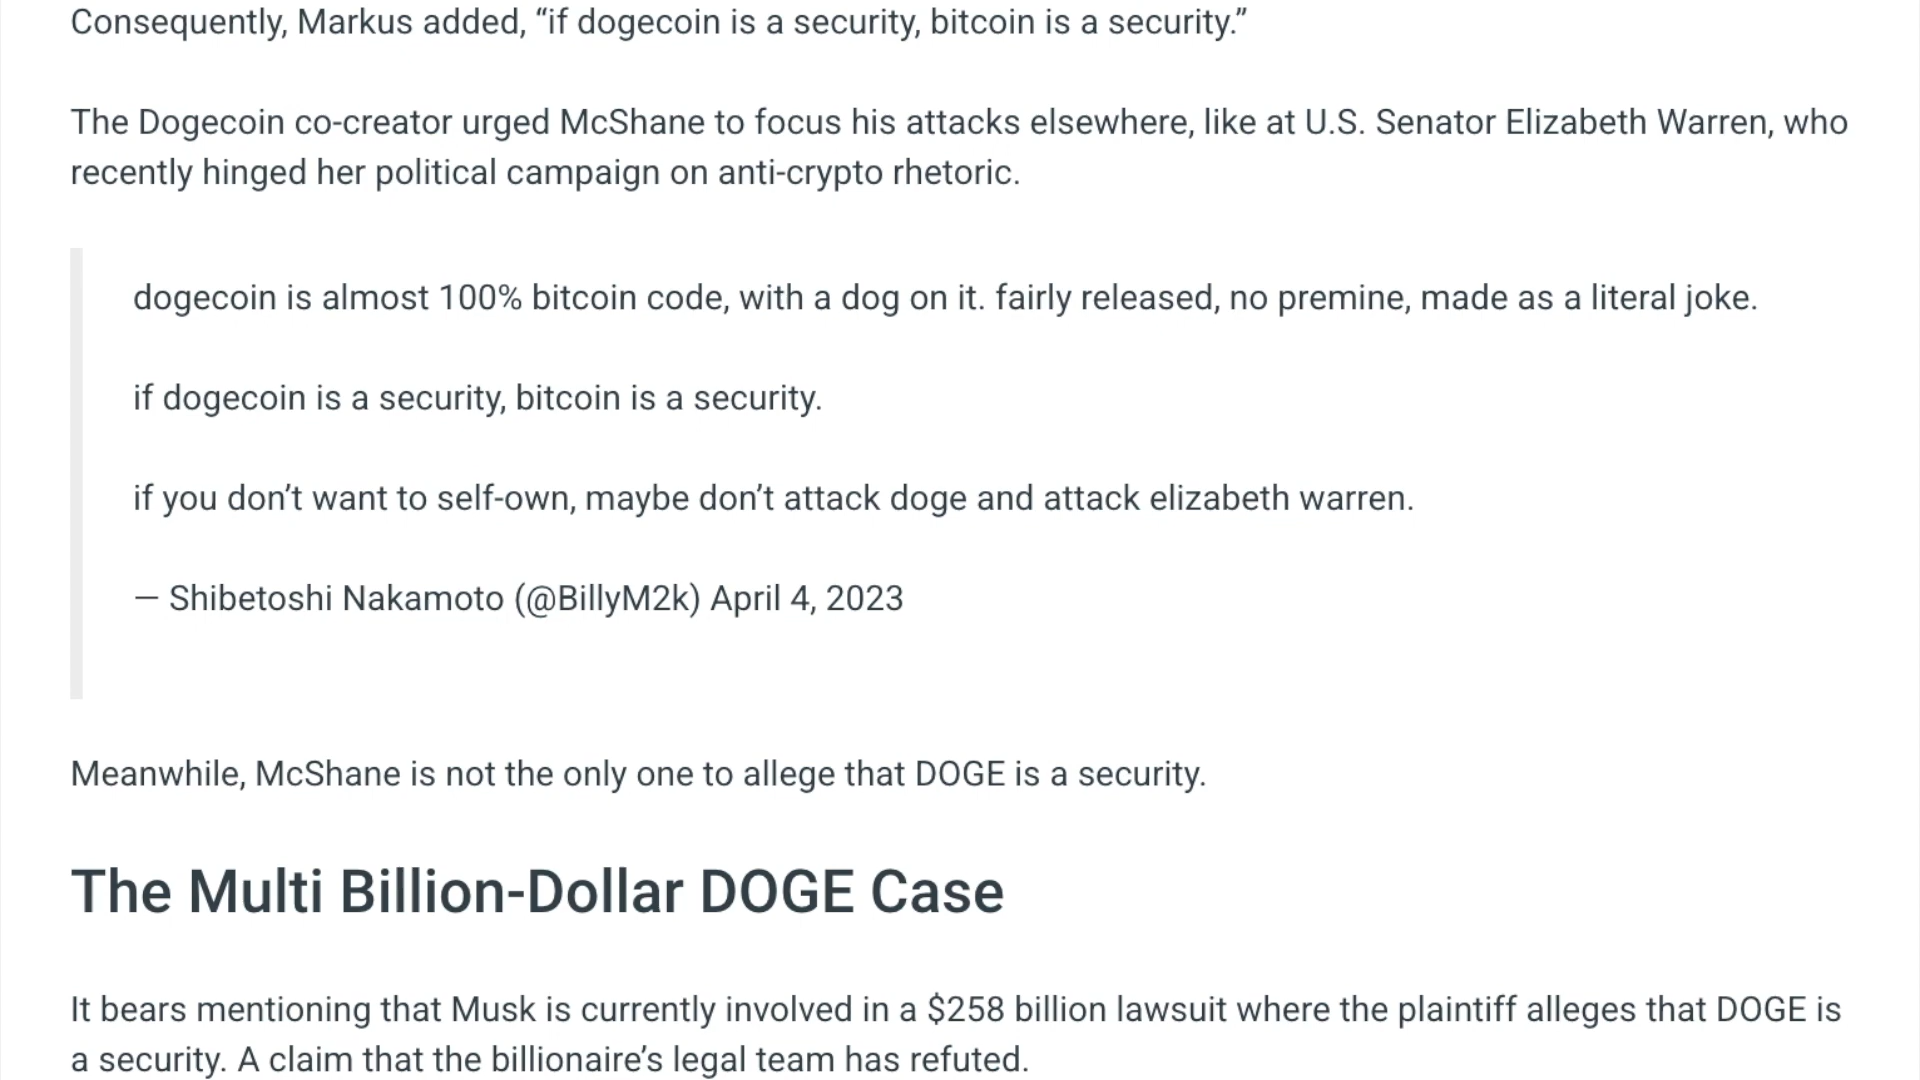 Consequently, Markus added, “if dogecoin is a security, bitcoin is a security.”
The Dogecoin co-creator urged McShane to focus his attacks elsewhere, like at U.S. Senator Elizabeth Warren, who
recently hinged her political campaign on anti-crypto rhetoric.
dogecoin is almost 100% bitcoin code, with a dog on it. fairly released, no premine, made as a literal joke.
if dogecoin is a security, bitcoin is a security.
if you don’t want to self-own, maybe don’t attack doge and attack elizabeth warren.
— Shibetoshi Nakamoto (@BillyM2k) April 4, 2023
Meanwhile, McShane is not the only one to allege that DOGE is a security.
The Multi Billion-Dollar DOGE Case
It bears mentioning that Musk is currently involved in a $258 billion lawsuit where the plaintiff alleges that DOGE is
a security. A claim that the billionaire’s legal team has refuted.